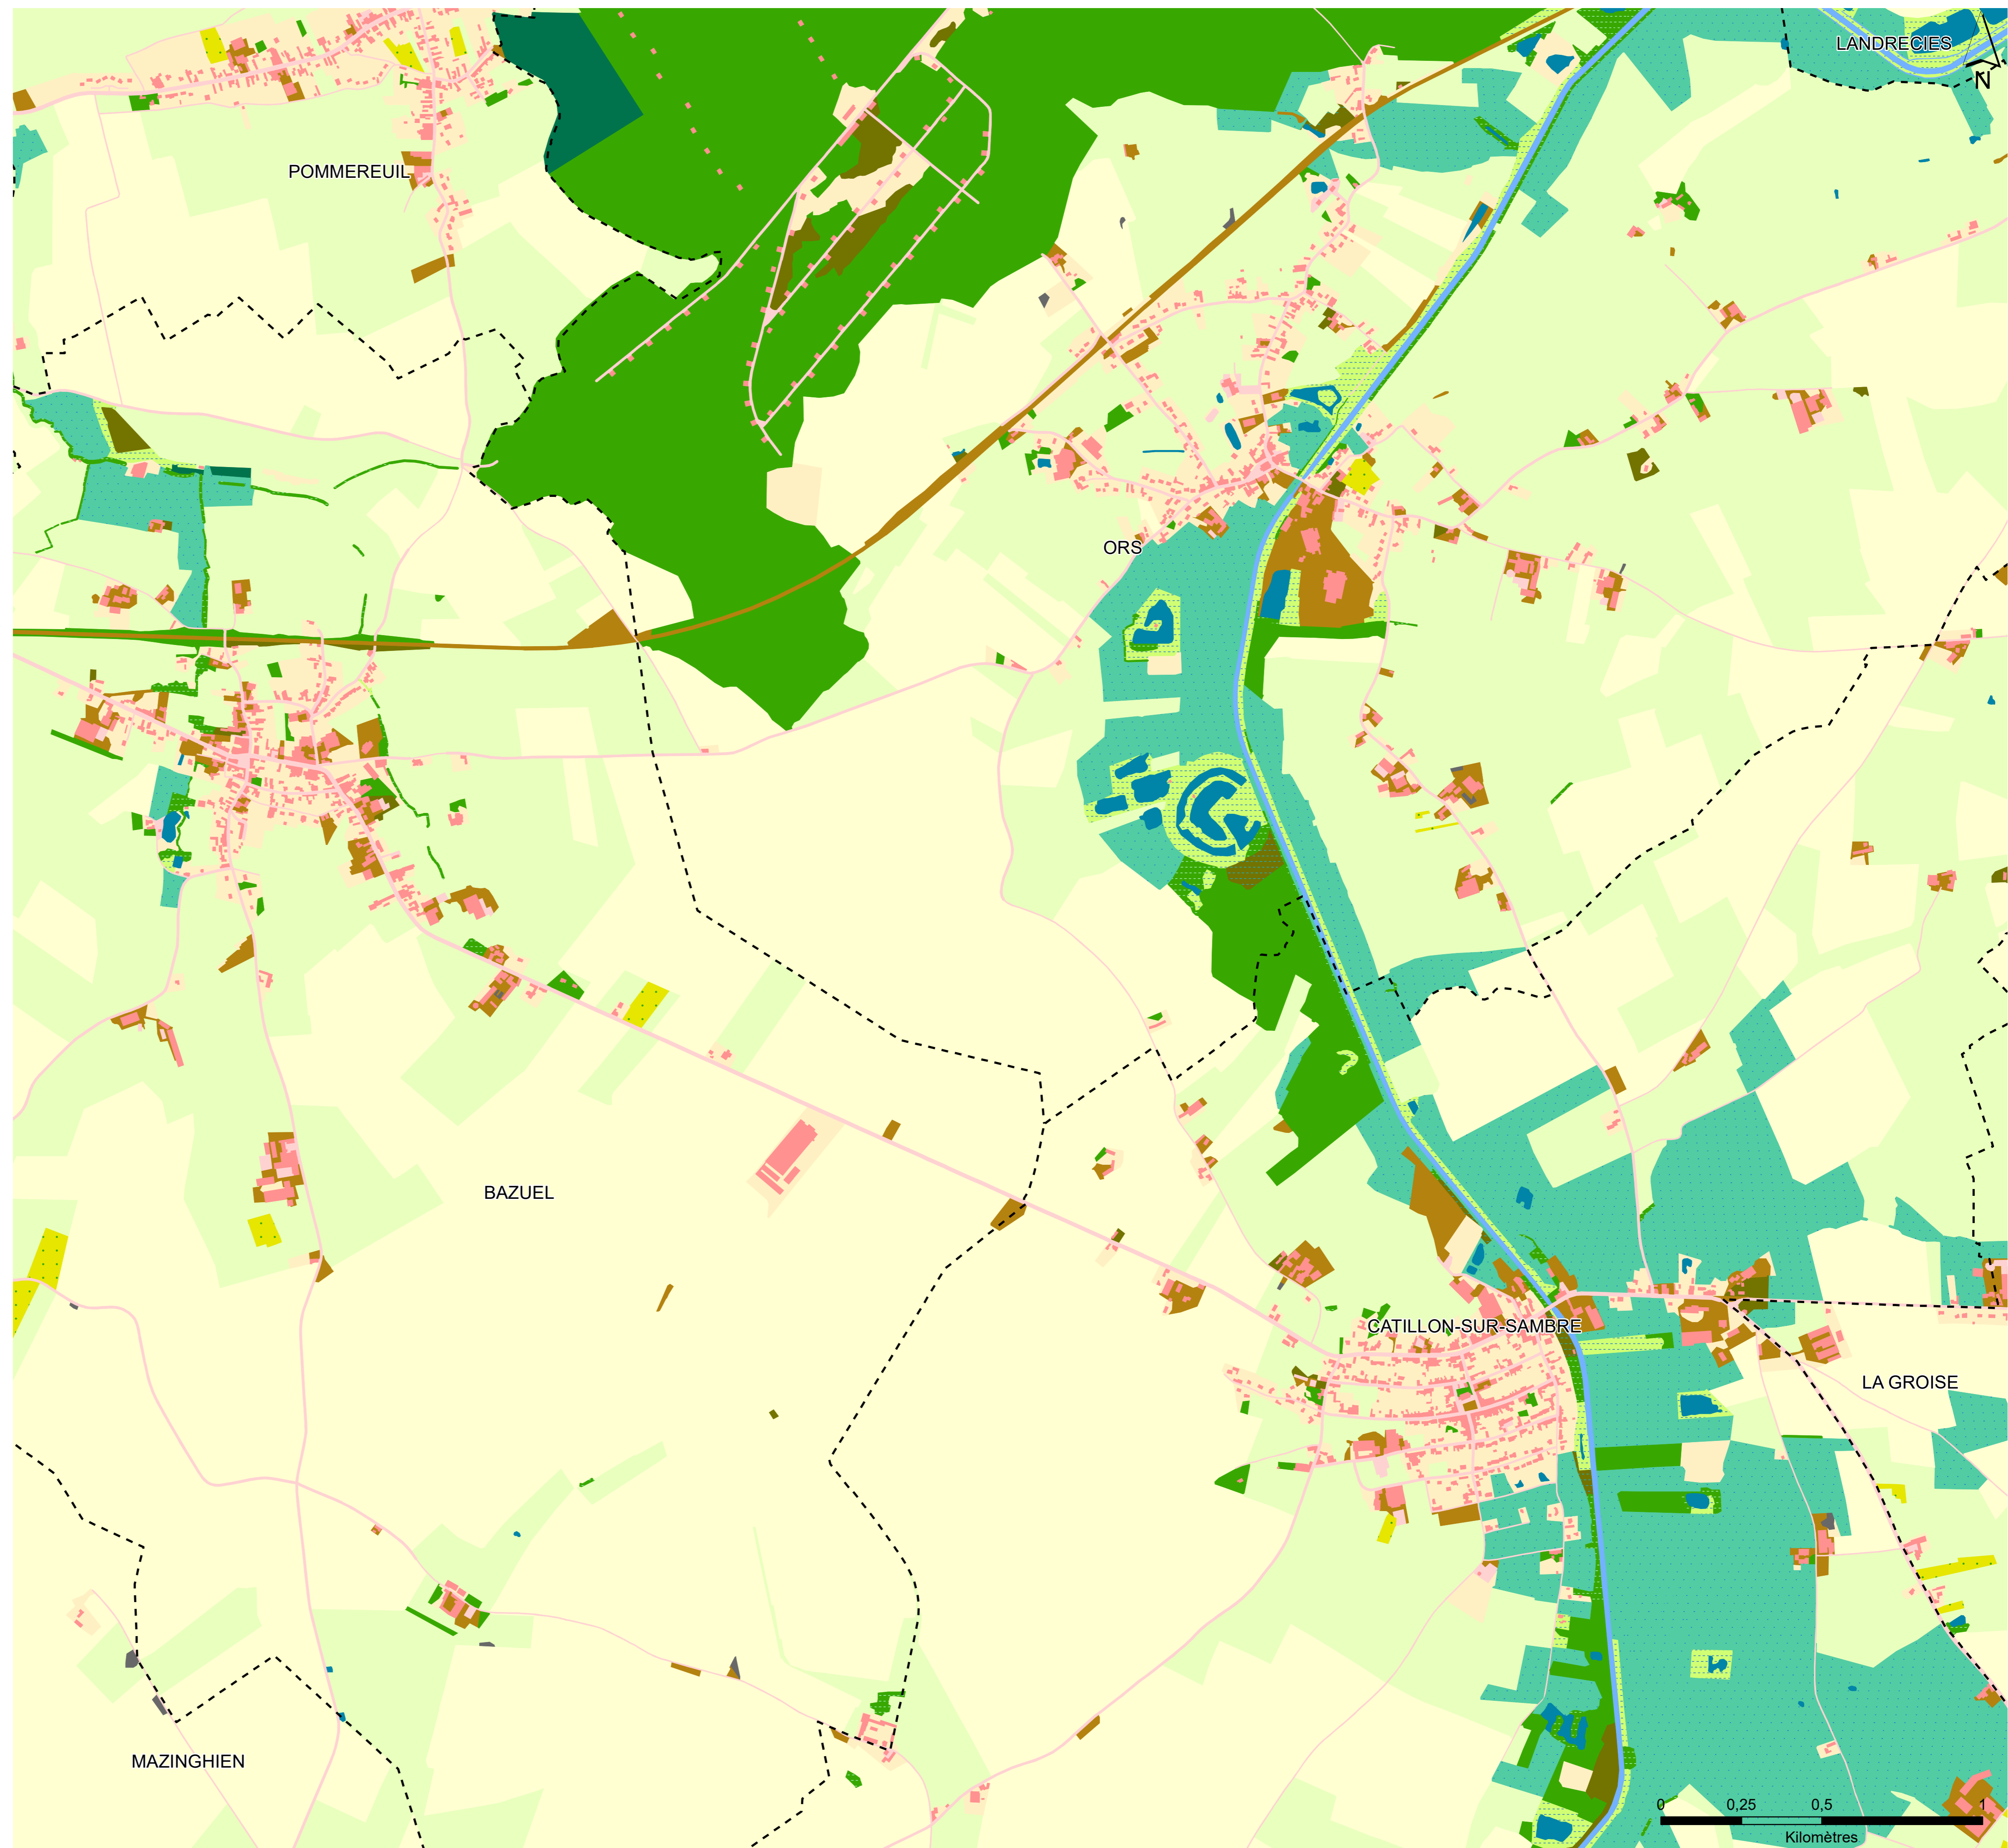 LANDRECIES
N
POMMEREUIL
ORS
BAZUEL
CATILLON-SUR-SAMBRE
LA GROISE
MAZINGHIEN
0 0,25 0,5 1
Kilomètres